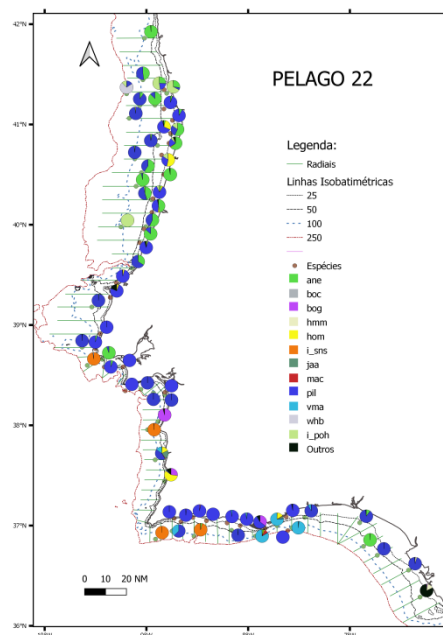 PELAGO 22
42°N
41°N
40°N
39°N
38°N
37°N
Legenda:
Radiais
Linhas Isobatimétricas
25
50
100
250
Espécies
ane
boc
bog
hmm
hom
i_sns
jaa
mac
pil
vma
whb
i_poh
Outros
0 10 20 NM